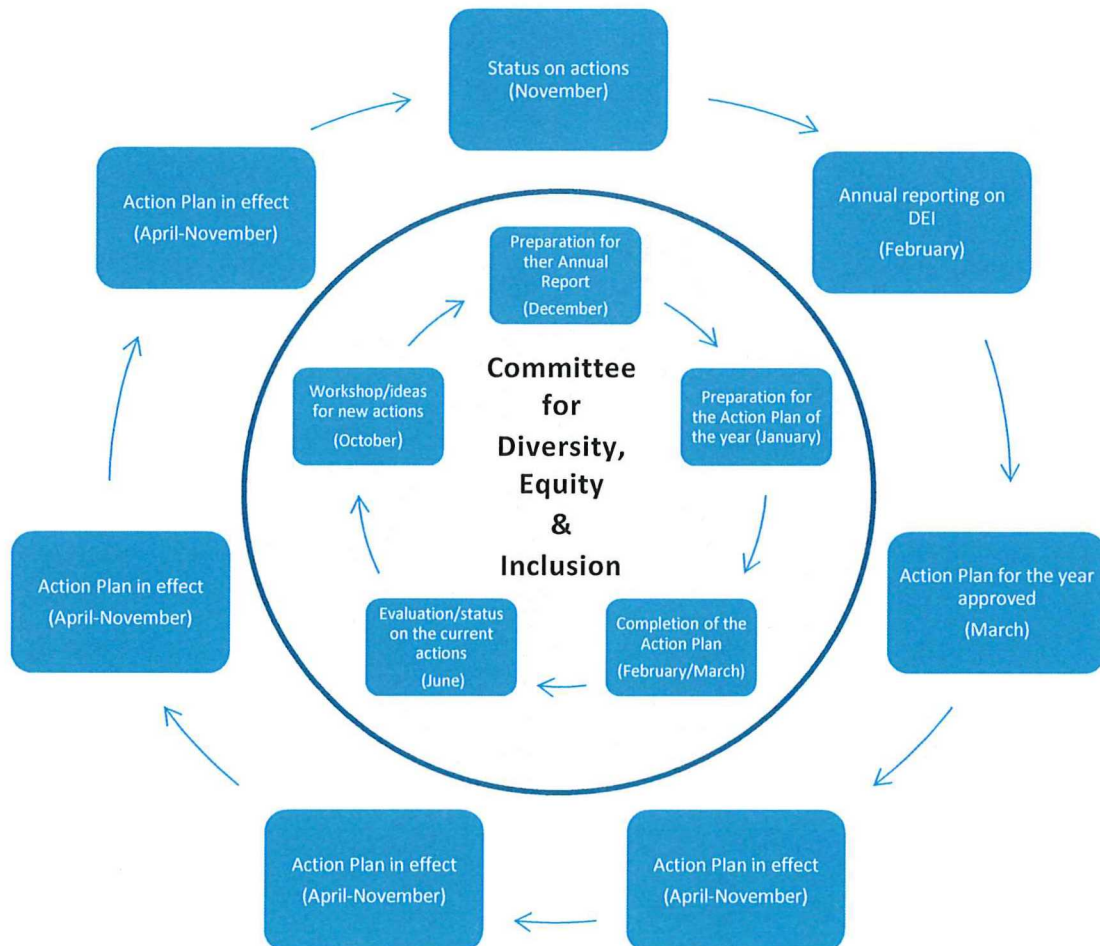 Status on actions
(November)
Annual reporting on
DEI
(February)
Action Plan for the year
approved
(March)
Action Plan in effect
(April-November)
Action Plan in effect
(April-November)
Action Plan in effect
(April-November)
Action Plan in effect
(April-November)
Preparation for
ther Annual
Report
(December)
Preparation for
the Action Plan of
the year (January)
Completion of the
Action Plan
(February/March)
Evaluation/status
on the current
actions
(June)
Workshop/ideas
for new actions
(October)
Committee
for
Diversity,
Equity
&
Inclusion